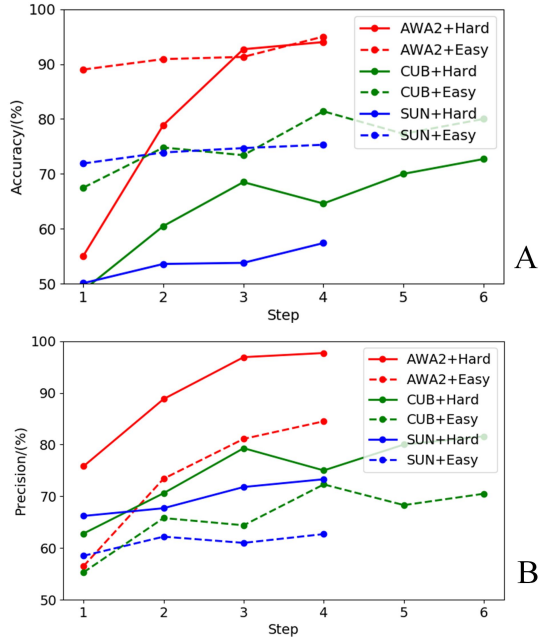 100
90
80
70
60
50
Accuracy/(%)
AWA2+Hard
AWA2+Easy
CUB+Hard
CUB+Easy
SUN+Hard
SUN+Easy
1 2 3 4 5 6
Step
A
100
90
80
70
60
50
Precision/(%)
AWA2+Hard
AWA2+Easy
CUB+Hard
CUB+Easy
SUN+Hard
SUN+Easy
1 2 3 4 5 6
Step
B